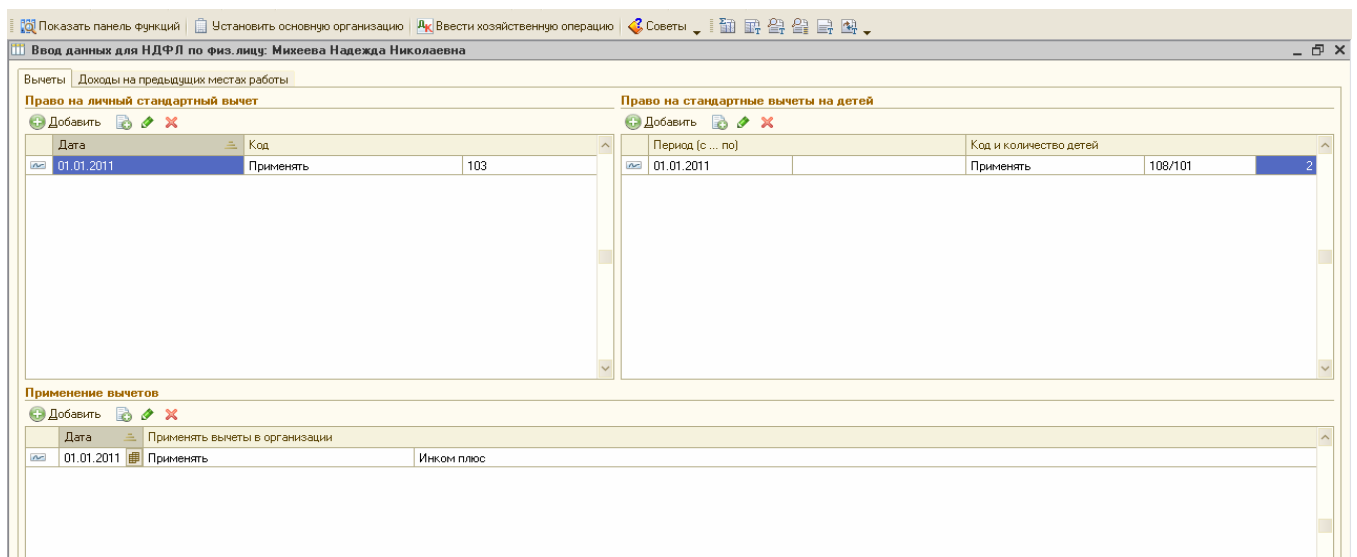 Показать панель функций Установить основную организацию Ввести хозяйственную операцию Советы
Ввод данных для НДФЛ по физ.лицу: Михеева Надежда Николаевна
Вычеты Доходы на предыдущих местах работы
Право на личный стандартный вычет Право на стандартные вычеты на детей
Добавить Добавить
Дата Код Период (с ... по) Код и количество детей
01.01.2011 Применять 103 01.01.2011 Применять 108/101 2
Применение вычетов
Добавить
Дата Применять вычеты в организации
01.01.2011 Применять Инком плюс